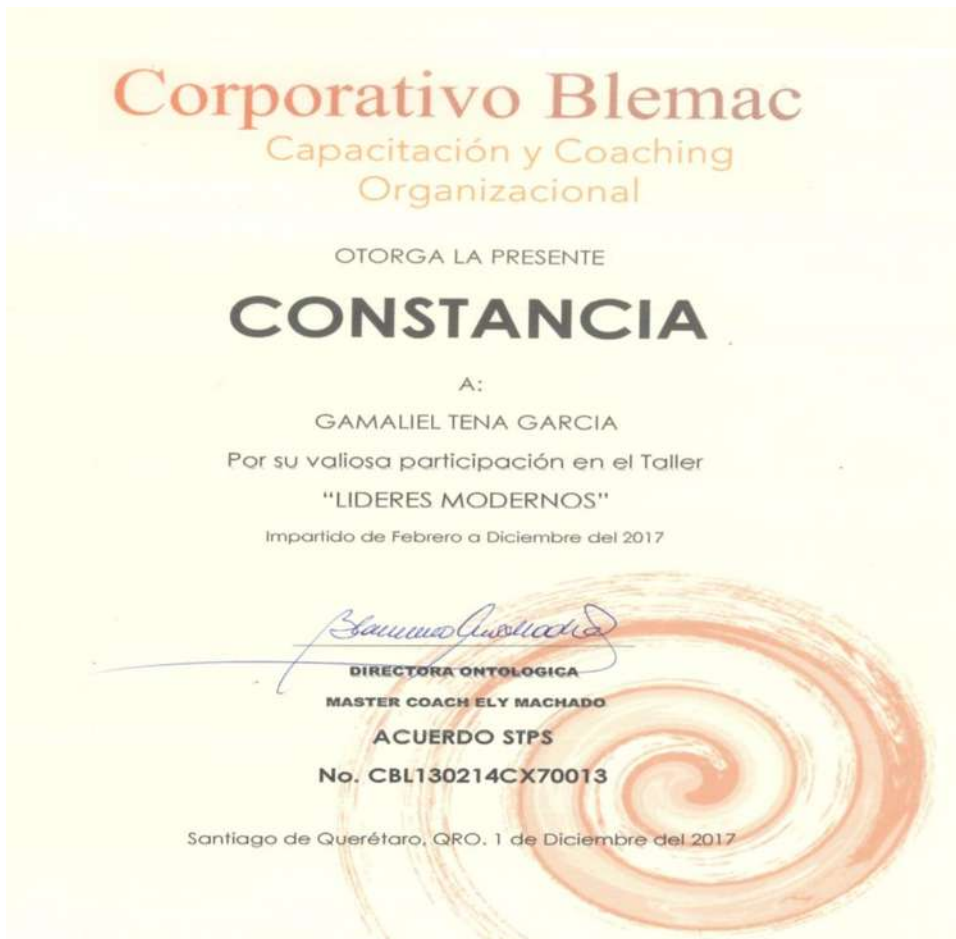 Corporativo Blemac
Capacitación y Coaching
Organizacional
OTORGA LA PRESENTE
CONSTANCIA
A:
GAMALIEL TENA GARCIA
Por su valiosa participación en el Taller
“LIDERES MODERNOS”
Impartido de Febrero a Diciembre del 2017
DIRECTORA ONTOLOGICA
MASTER COACH ELY MACHADO
ACUERDO STPS
No. CBL130214CX70013
Santiago de Querétaro, QRO. 1 de Diciembre del 2017